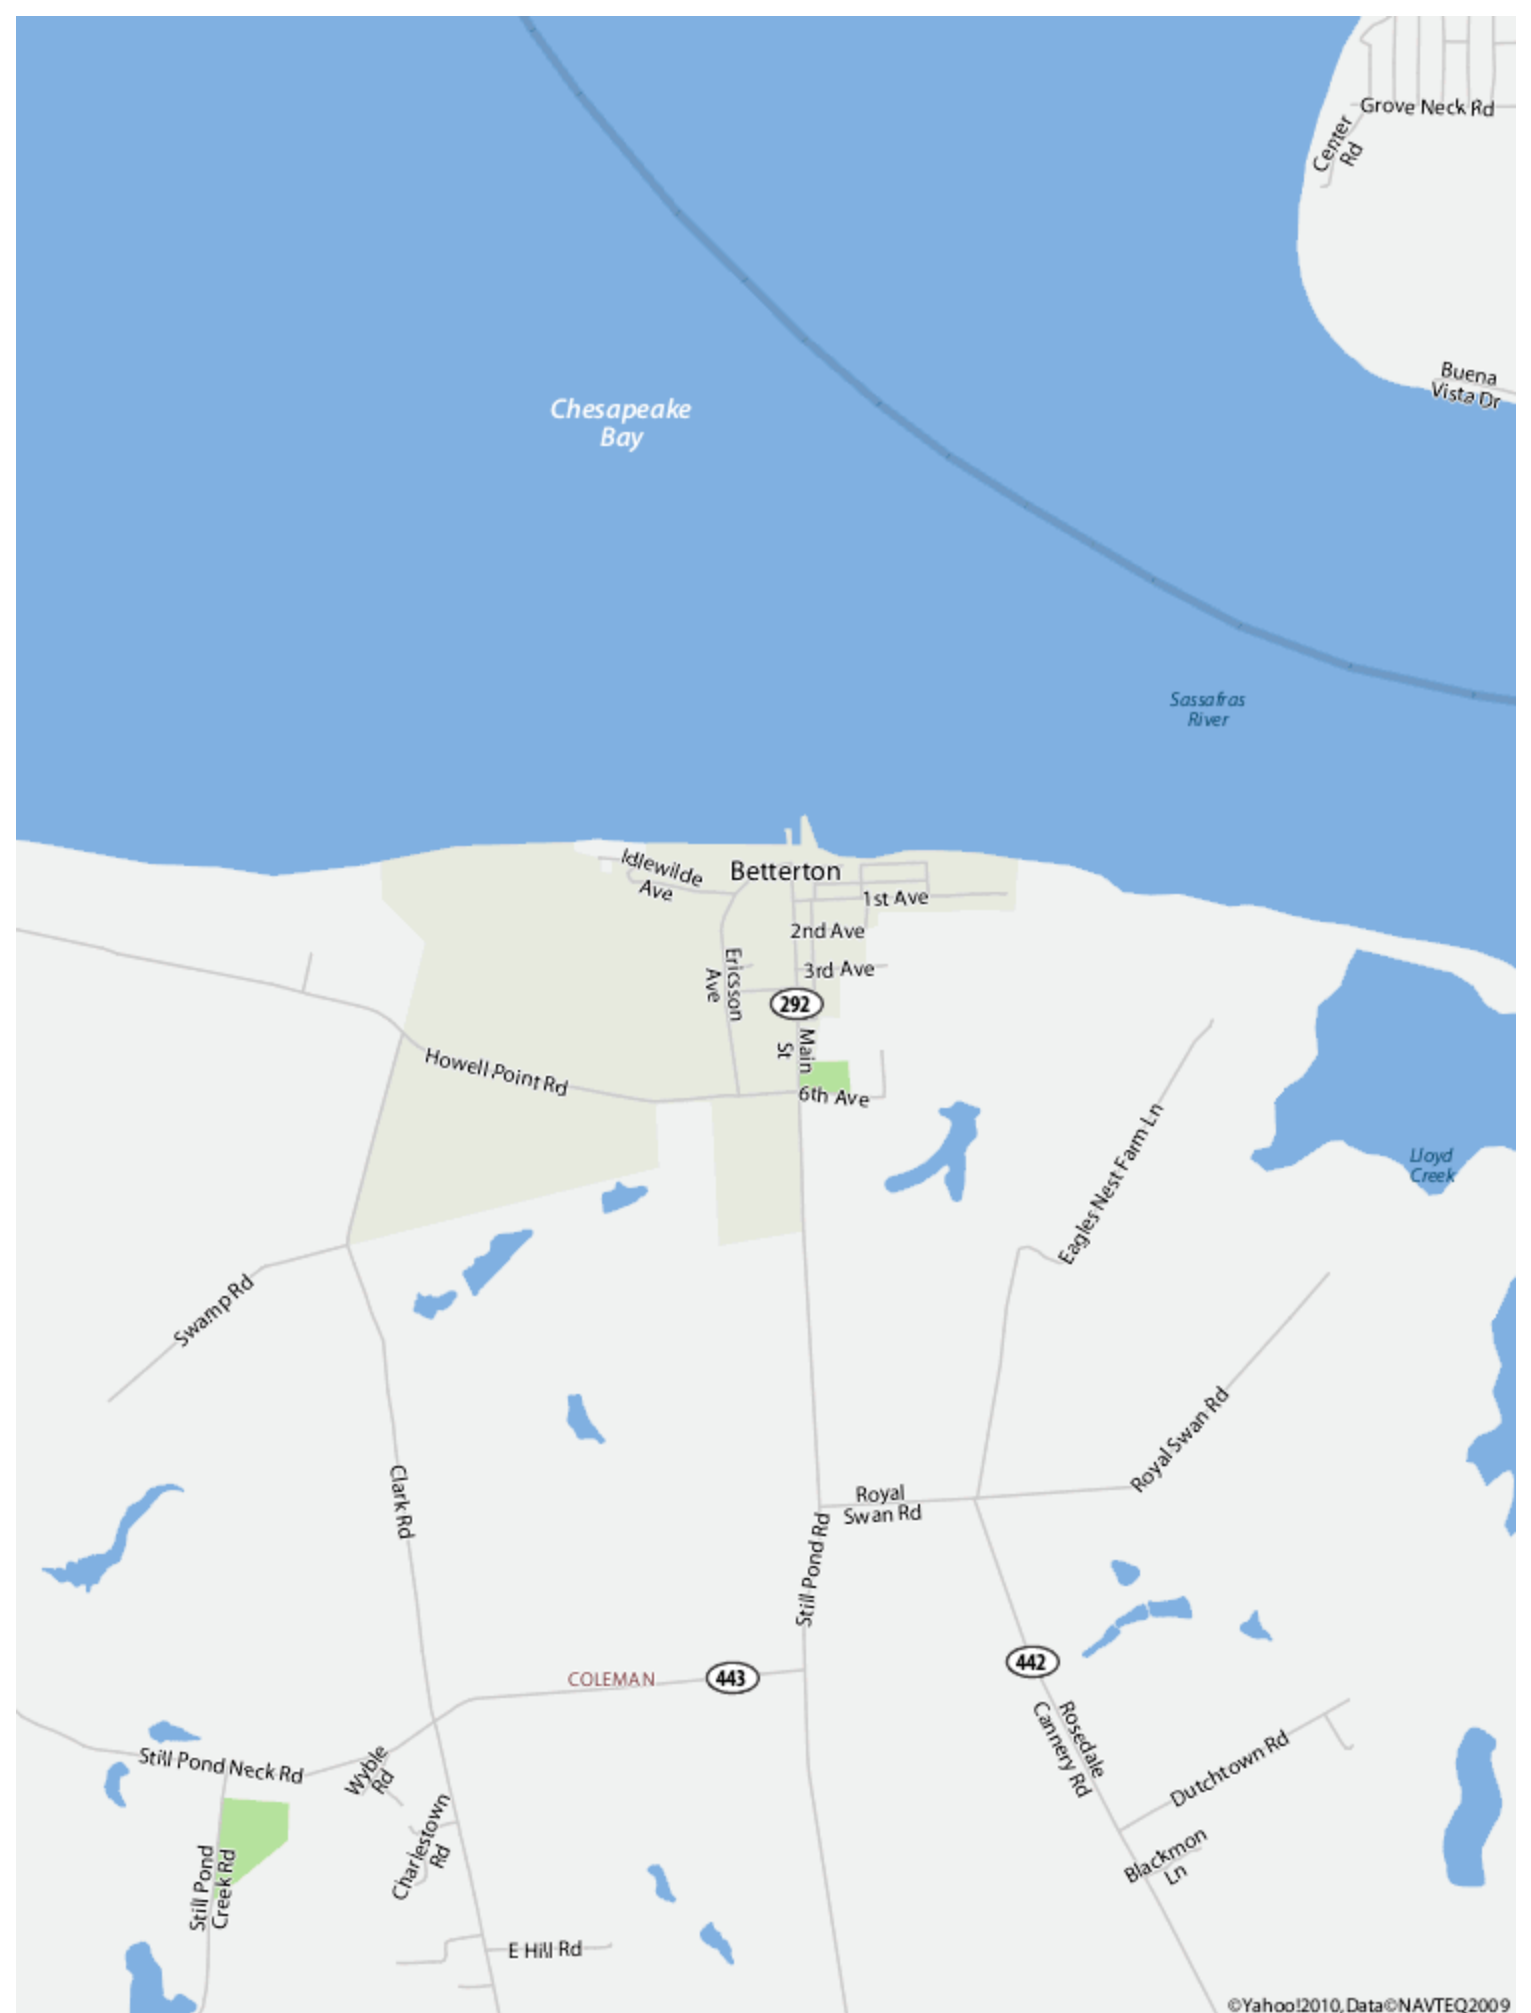 Grove Neck Rd
Center
Rd
Buena
Vista Dr
Chesapeake
Bay
Sassafras
River
Idlewilde
Ave
Betterton
1st Ave
2nd Ave
3rd Ave
Ericsson
Ave
292
Main
St
Howell Point Rd
6th Ave
Eagles Nest Farm Ln
Lloyd
Creek
Swamp Rd
Royal Swan Rd
Clark Rd
Royal
Swan Rd
Still Pond Rd
442
COLEMAN
443
Rosedale
Cannery Rd
Still Pond Neck Rd
Wyble
Rd
Dutchtown Rd
Charlestown
Rd
Blackmon
Ln
Still Pond
Creek Rd
E Hill Rd
©Yahoo!2010, Data©NAVTEQ2009